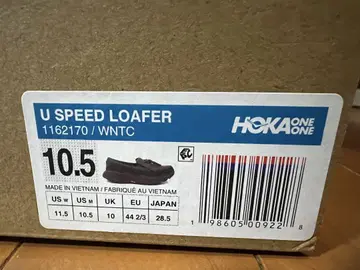 U SPEED LOAFER
1162170 / WNTC
HOKA ONE ONE
10.5
MADE IN VIETNAM / FABRIQUÉ AU VIETNAM
US W US M UK EU JAPAN
11.5 10.5 10 44 2/3 28.5
1 98605 00922 8